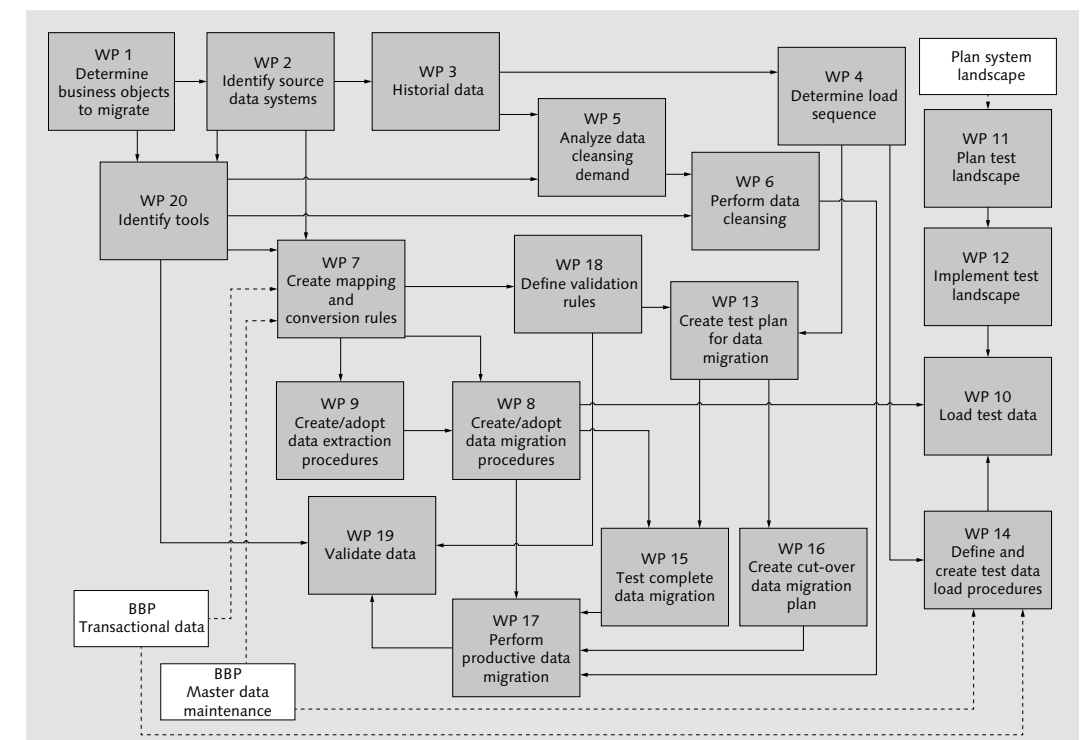 WP 1
Determine
business objects
to migrate
WP 2
Identify source
data systems
WP 3
Historial data
WP 4
Determine load
sequence
Plan system
landscape
WP 5
Analyze data
cleansing
demand
WP 11
Plan test
landscape
WP 20
Identify tools
WP 6
Perform data
cleansing
WP 7
Create mapping
and
conversion rules
WP 18
Define validation
rules
WP 12
Implement test
landscape
WP 13
Create test plan
for data
migration
WP 9
Create/adopt
data extraction
procedures
WP 8
Create/adopt
data migration
procedures
WP 10
Load test data
WP 19
Validate data
WP 15
Test complete
data migration
WP 16
Create cut-over
data migration
plan
WP 14
Define and
create test data
load procedures
BBP
Transactional data
WP 17
Perform
productive data
migration
BBP
Master data
maintenance